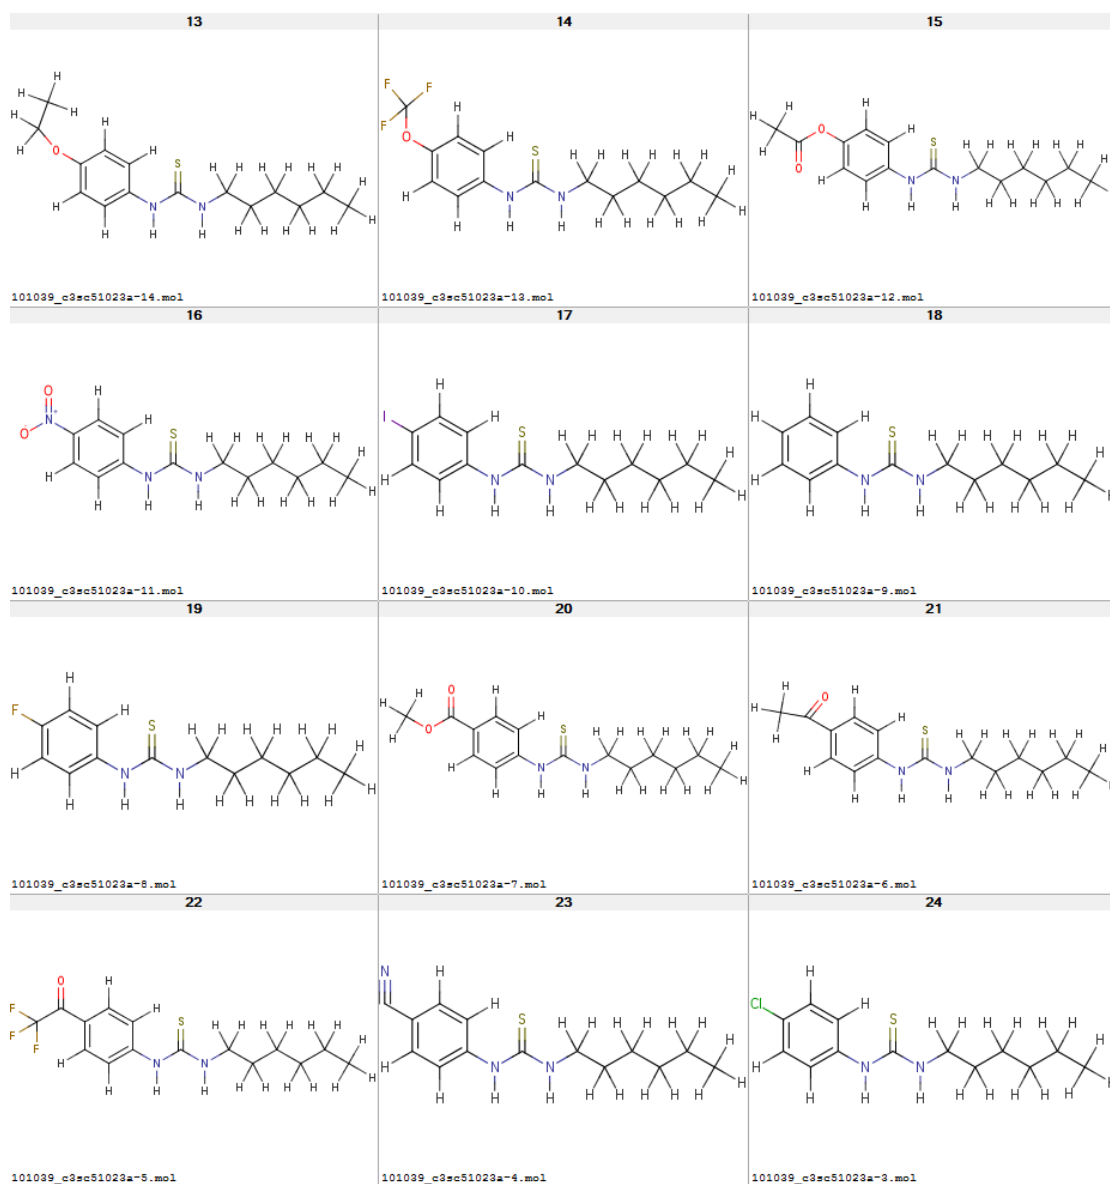 13
14
15
101039_c3sc51023a-14.mol
101039_c3sc51023a-13.mol
101039_c3sc51023a-12.mol
16
17
18
101039_c3sc51023a-11.mol
101039_c3sc51023a-10.mol
101039_c3sc51023a-9.mol
19
20
21
101039_c3sc51023a-8.mol
101039_c3sc51023a-7.mol
101039_c3sc51023a-6.mol
22
23
24
101039_c3sc51023a-5.mol
101039_c3sc51023a-4.mol
101039_c3sc51023a-3.mol